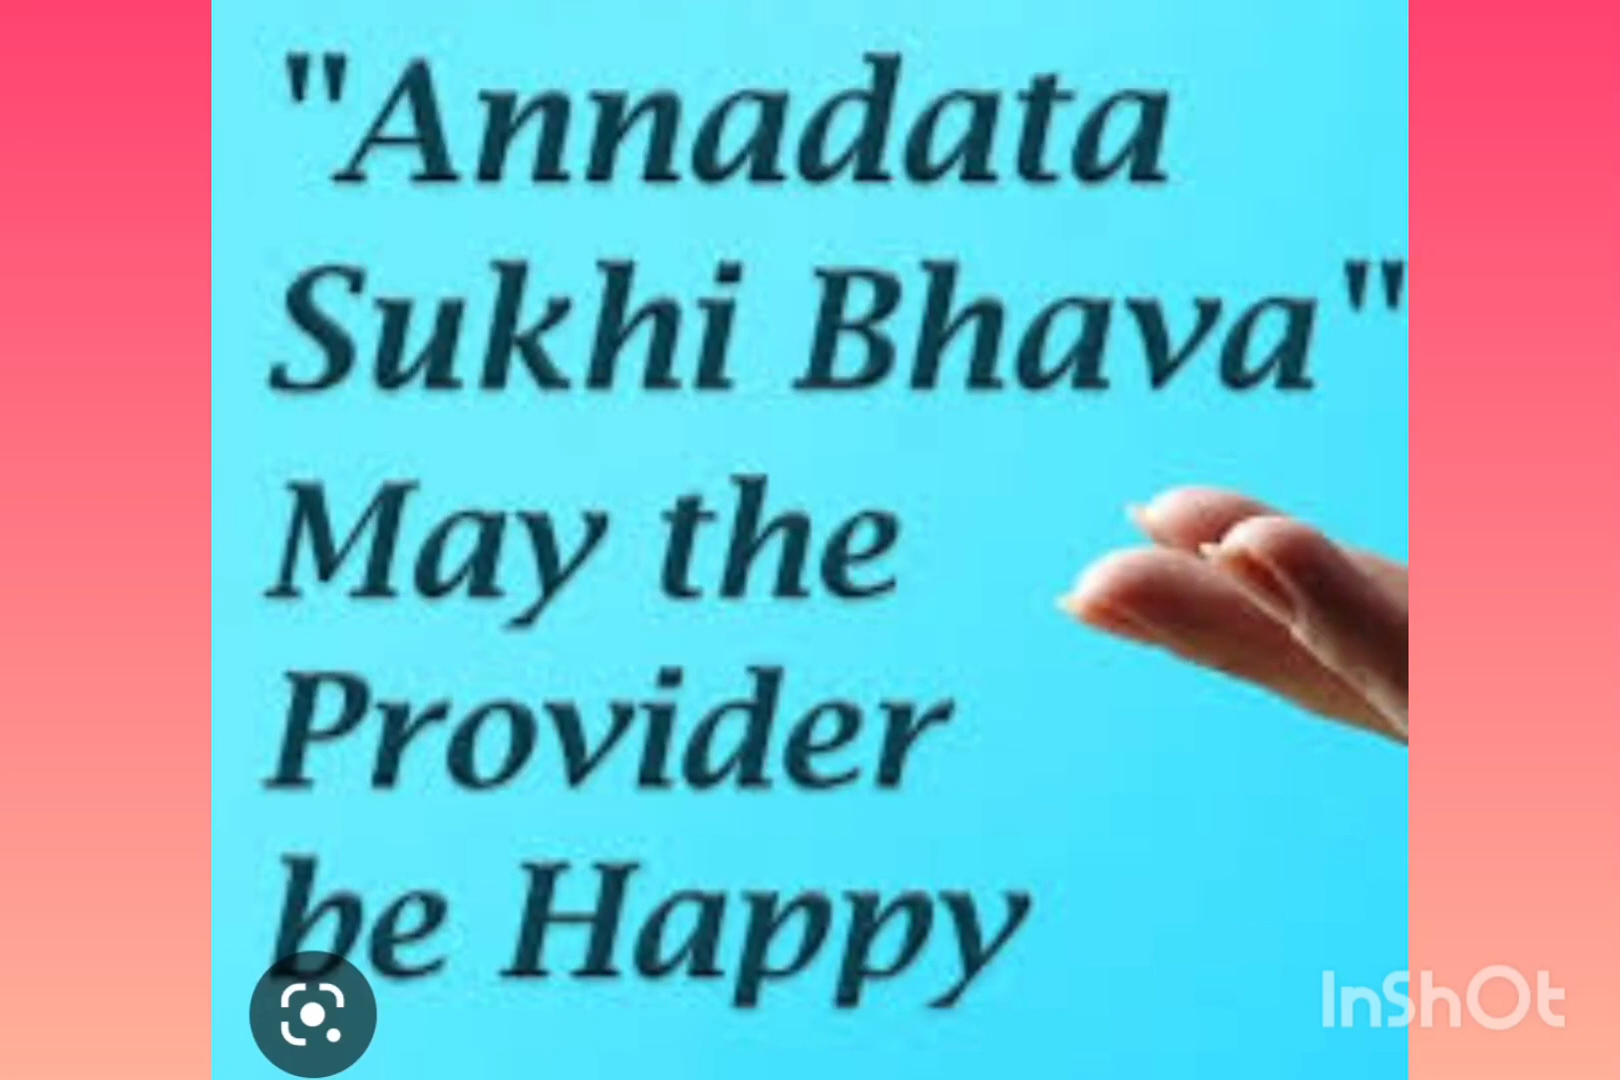 "Annadata
Sukhi Bhava"
May the
Provider
be Happy
InShOt